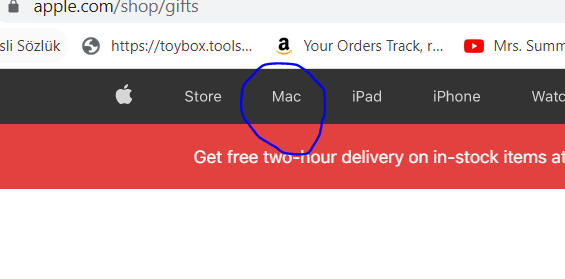 apple.com/shop/gifts
sli Sözlük https://toybox.tools... a Your Orders Track, r... Mrs. Summ
Store Mac iPad iPhone Watc
Get free two-hour delivery on in-stock items at